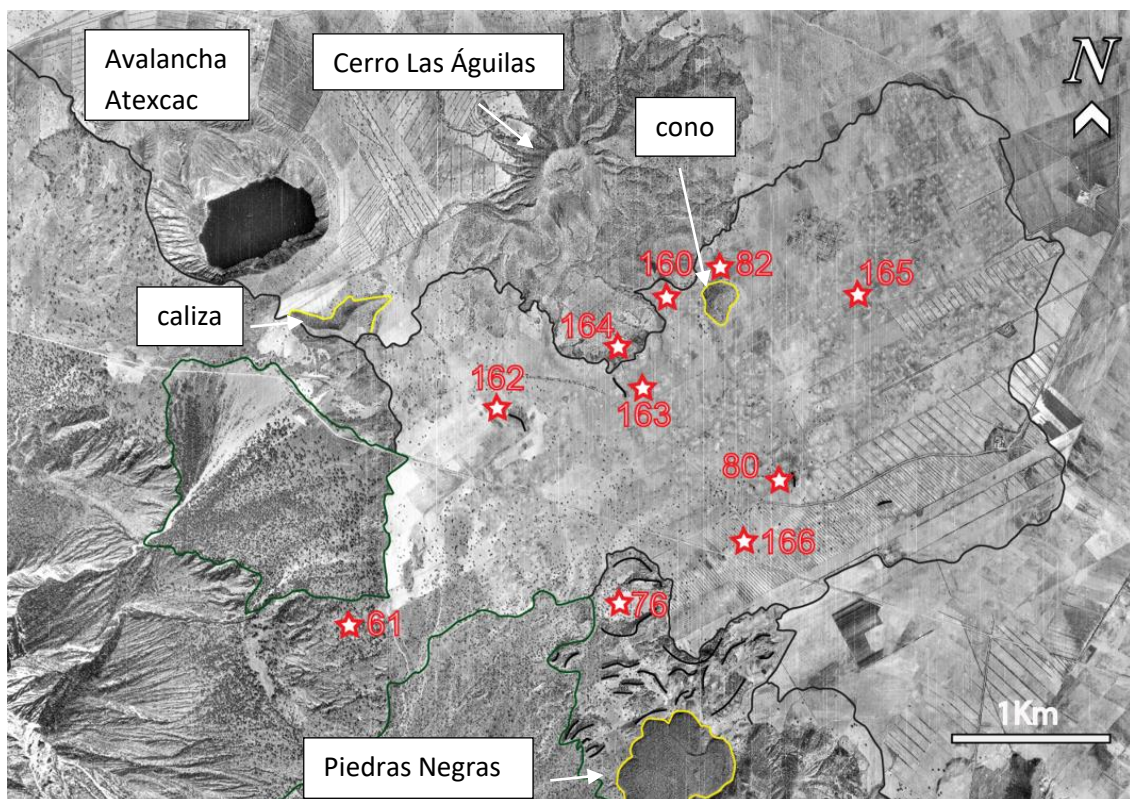 Avalancha
Atexcac
Cerro Las Águilas
cono
N
160
82
165
caliza
164
162
163
80
166
76
61
1Km
Piedras Negras